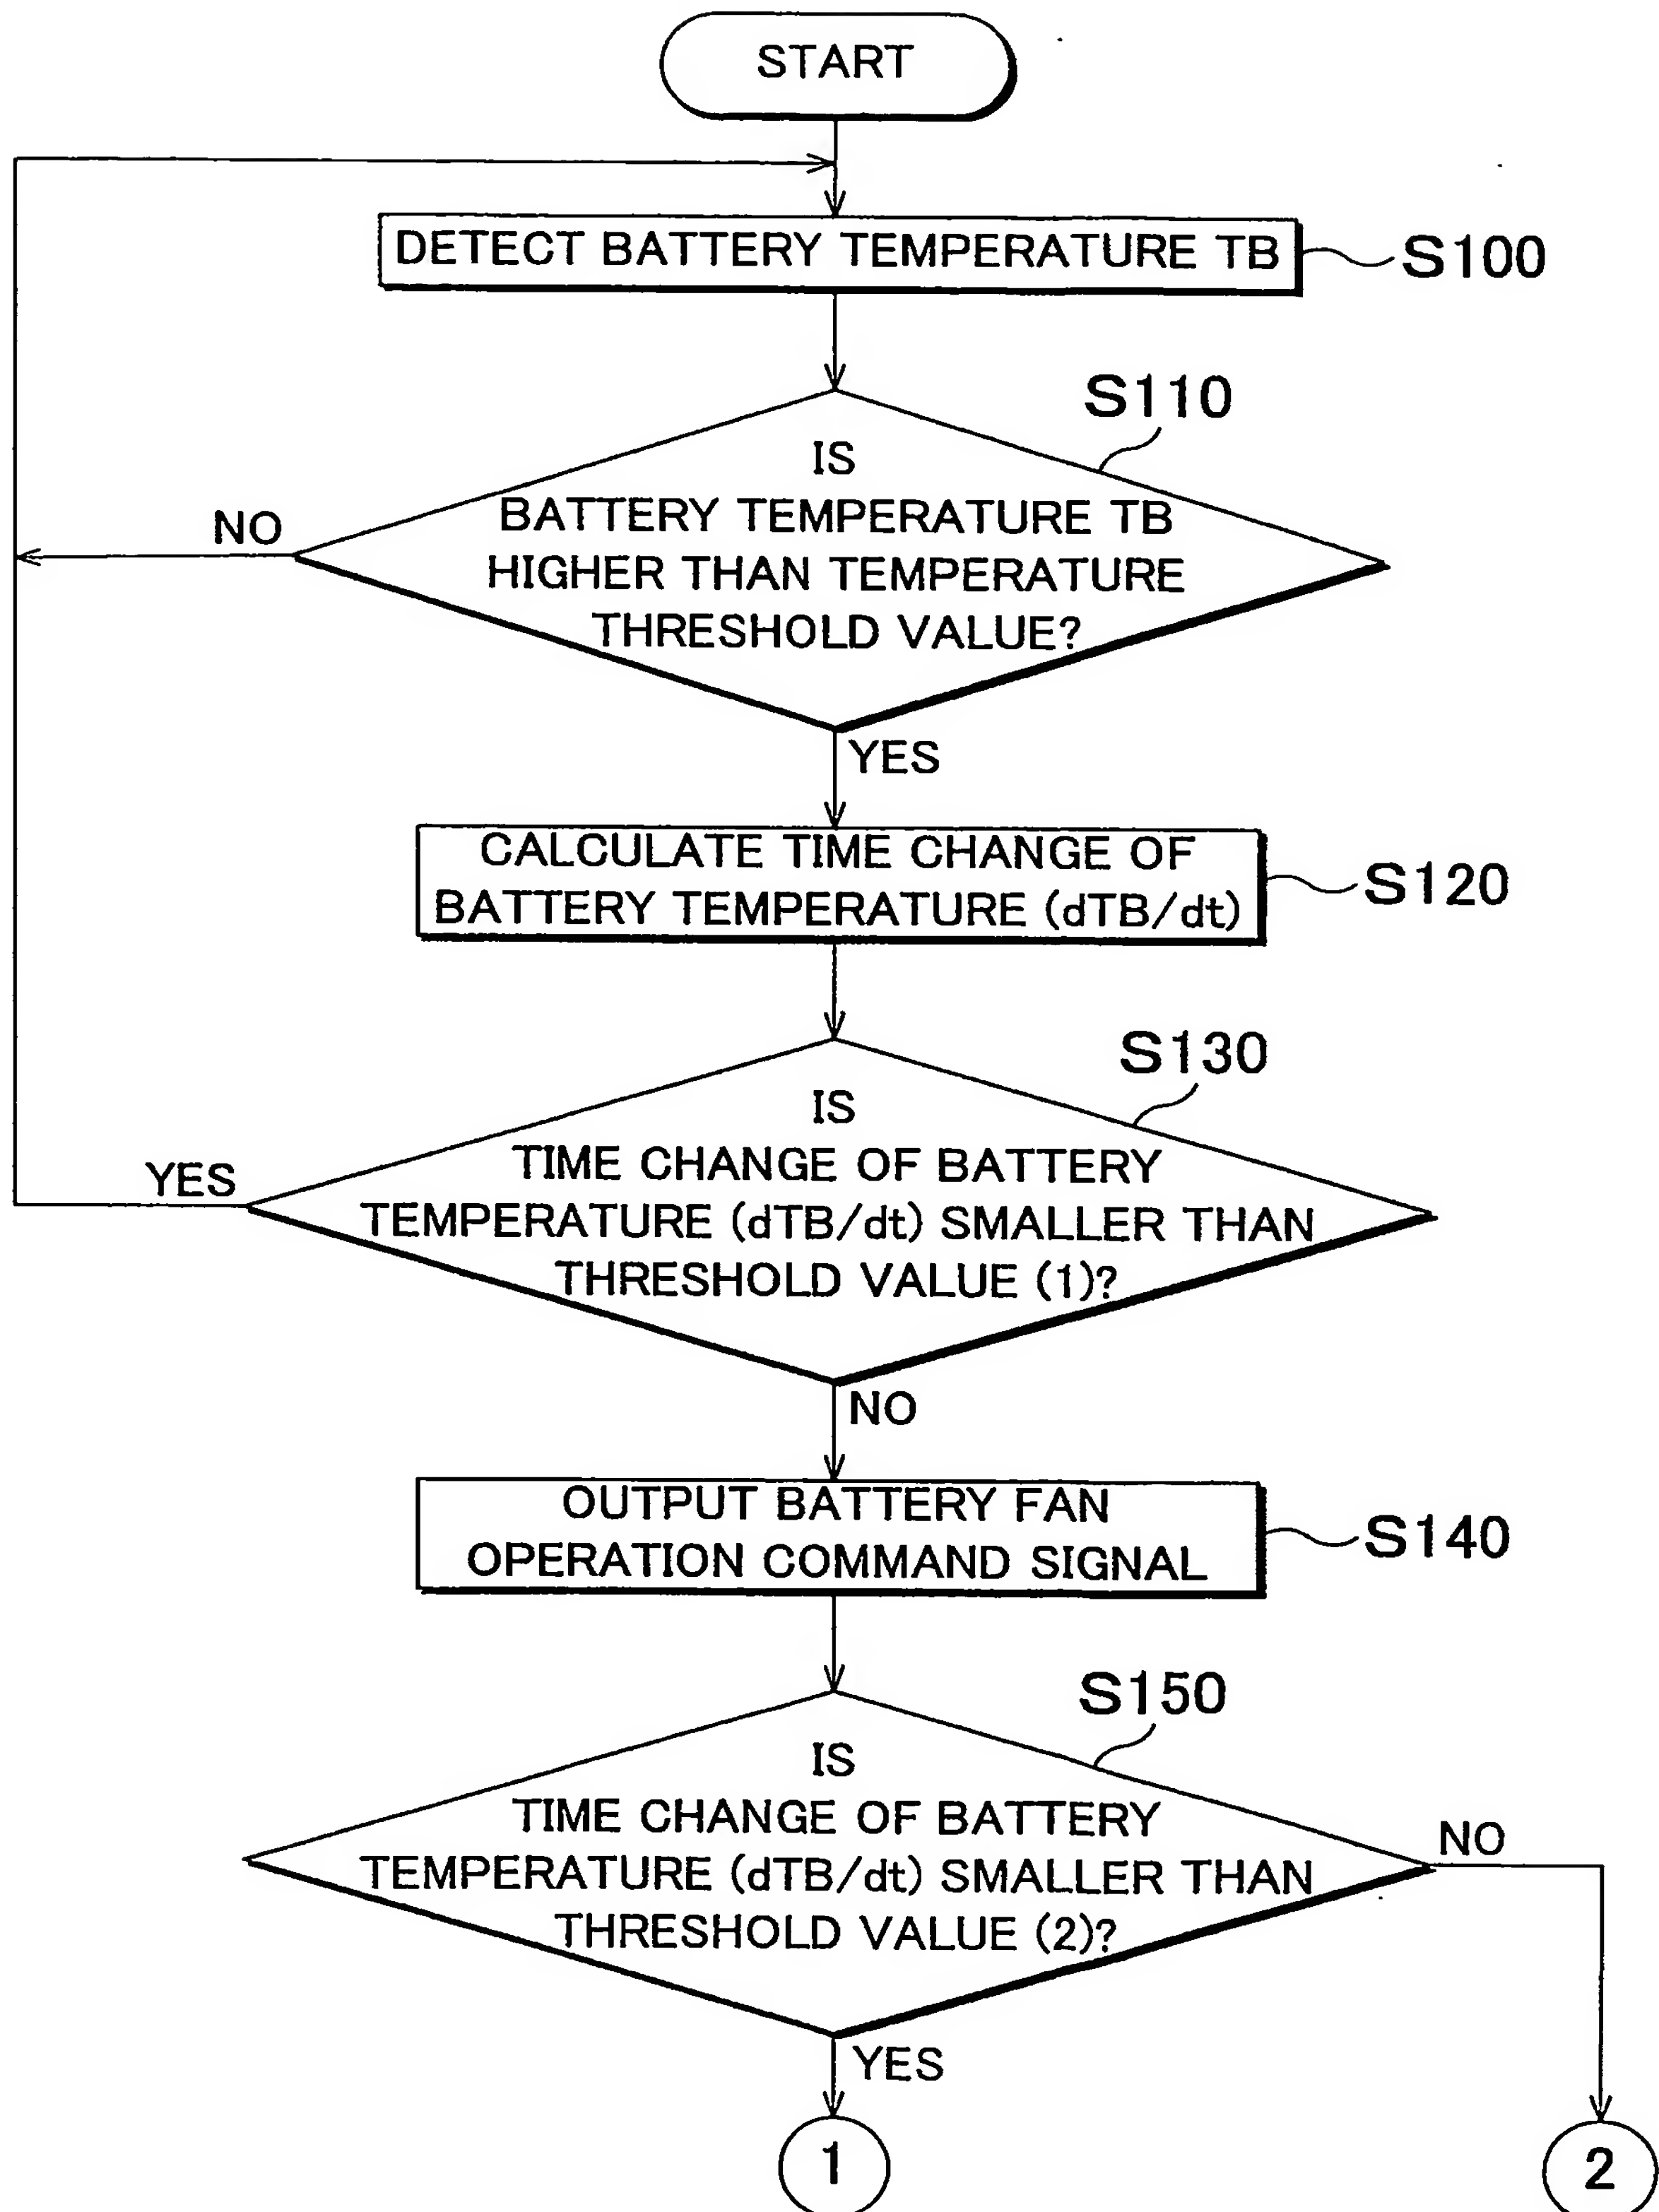 START
DETECT BATTERY TEMPERATURE TB
S100
S110
IS
BATTERY TEMPERATURE TB
HIGHER THAN TEMPERATURE
THRESHOLD VALUE?
NO
YES
CALCULATE TIME CHANGE OF
BATTERY TEMPERATURE (dTB/dt)
S120
S130
IS
TIME CHANGE OF BATTERY
TEMPERATURE (dTB/dt) SMALLER THAN
THRESHOLD VALUE (1)?
YES
NO
OUTPUT BATTERY FAN
OPERATION COMMAND SIGNAL
S140
S150
IS
TIME CHANGE OF BATTERY
TEMPERATURE (dTB/dt) SMALLER THAN
THRESHOLD VALUE (2)?
NO
YES
1
2